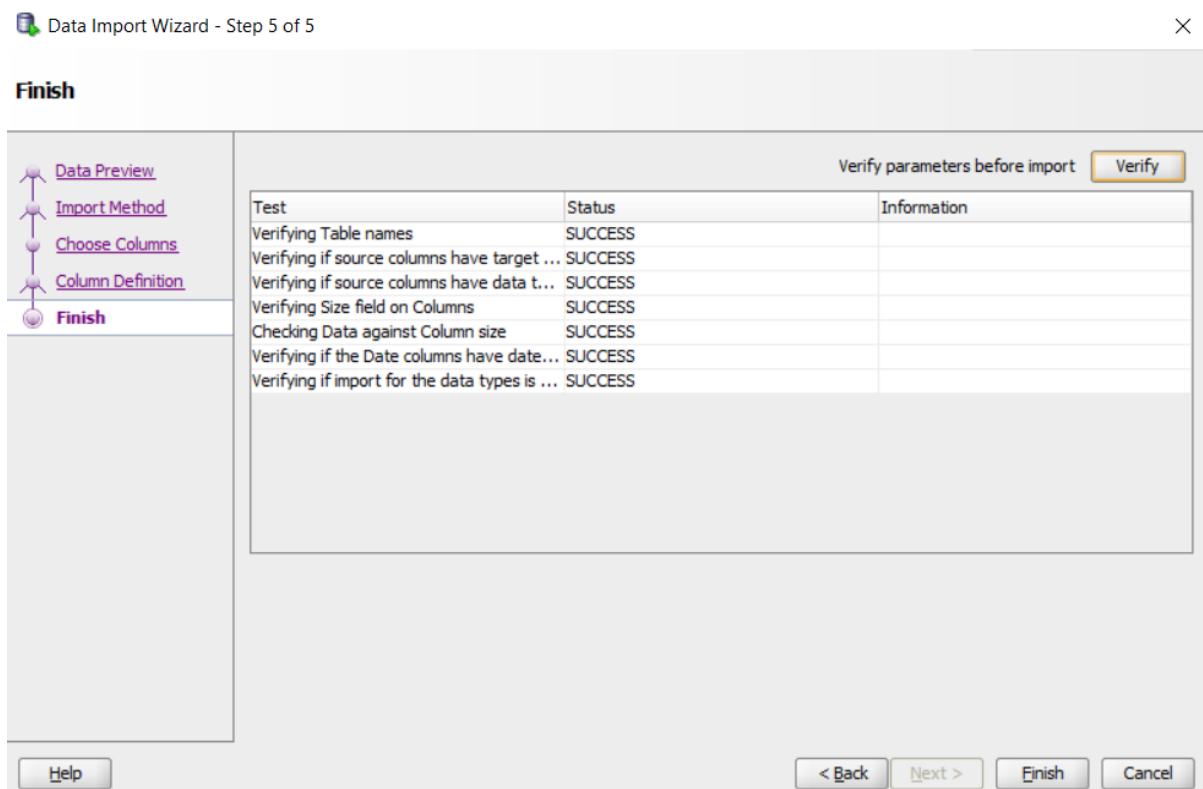 Data Import Wizard - Step 5 of 5
Finish
Data Preview
Import Method
Choose Columns
Column Definition
Finish
Verify parameters before import Verify
Test Status Information
Verifying Table names SUCCESS
Verifying if source columns have target ... SUCCESS
Verifying if source columns have data t... SUCCESS
Verifying Size field on Columns SUCCESS
Checking Data against Column size SUCCESS
Verifying if the Date columns have date... SUCCESS
Verifying if import for the data types is ... SUCCESS
Help < Back Next > Finish Cancel